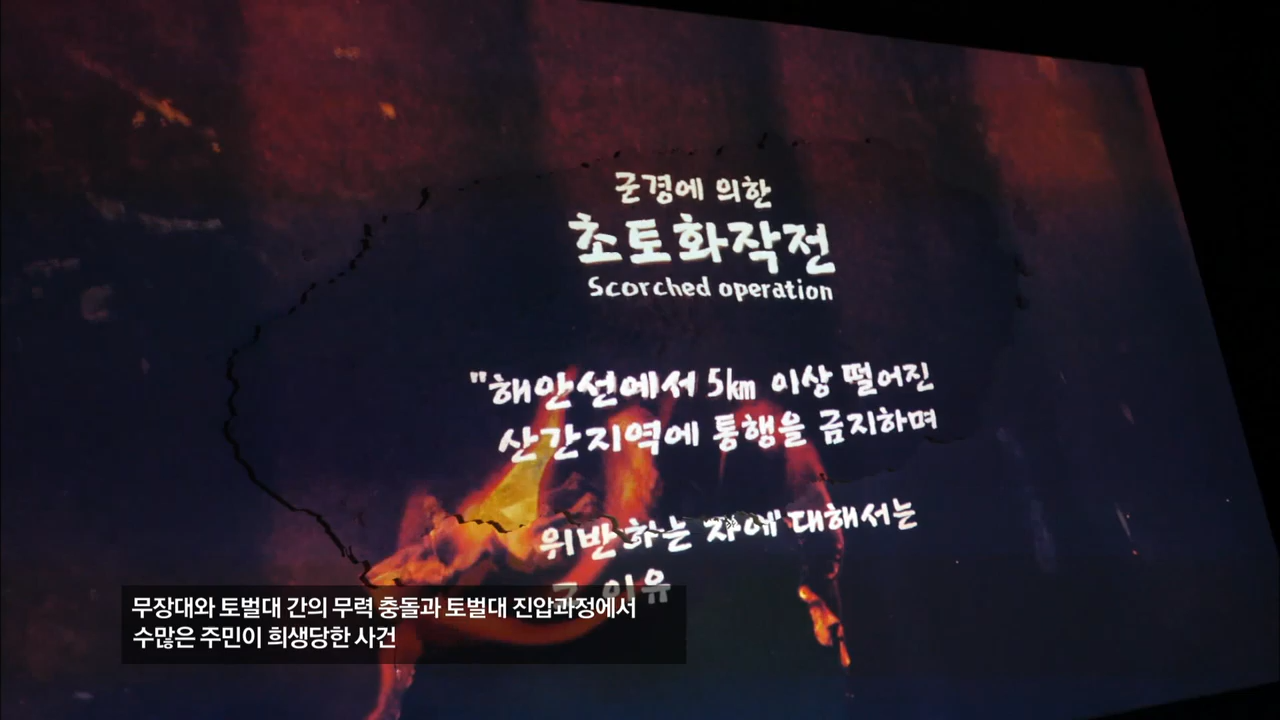 군경에 의한
초토화작전
Scorched operation
"해안선에서 5㎞ 이상 떨어진
산간지역에 통행을 금지하며
위반하는 자에 대해서는
이유
무장대와 토벌대 간의 무력 충돌과 토벌대 진압과정에서
수많은 주민이 희생당한 사건